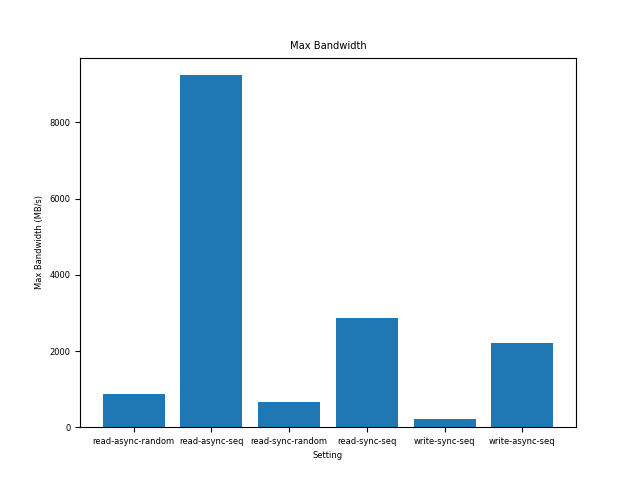 Max Bandwidth
Max Bandwidth (MB/s)
8000
6000
4000
2000
0
read-async-random read-async-seq read-sync-random read-sync-seq write-sync-seq write-async-seq
Setting